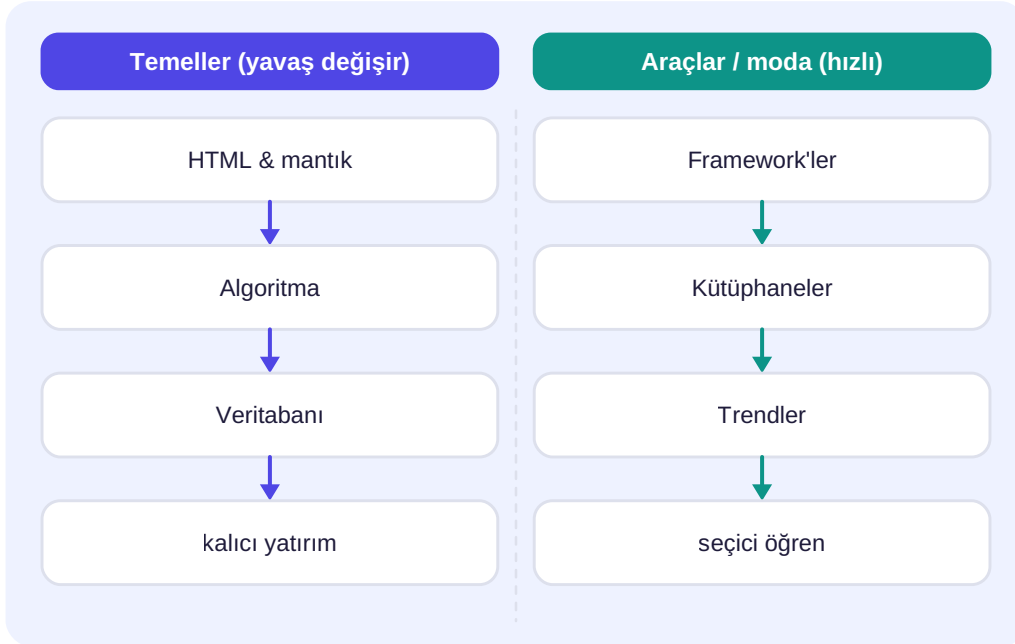 Temeller (yavaş değişir)
HTML & mantık
Algoritma
Veritabanı
kalıcı yatırım
Araçlar / moda (hızlı)
Framework'ler
Kütüphaneler
Trendler
seçici öğren